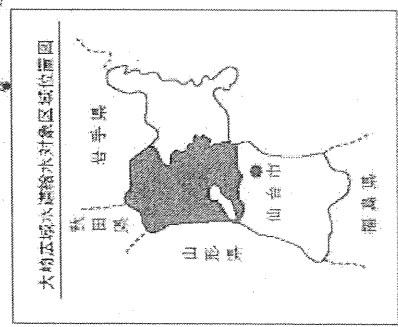 大崎広域水道給水対象区域位置図
岩手県
秋田県
山形県
仙台市
福島県